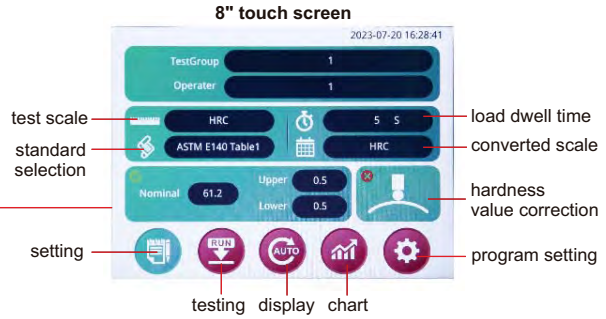 8" touch screen
2023-07-20 16:28:41
TestGroup 1
Operater 1
test scale
HRC
5 S
load dwell time
standard selection
ASTM E140 Table1
HRC
converted scale
Nominal 61.2
Upper 0.5
Lower 0.5
hardness
value correction
setting
RUN
AUTO
program setting
testing display chart